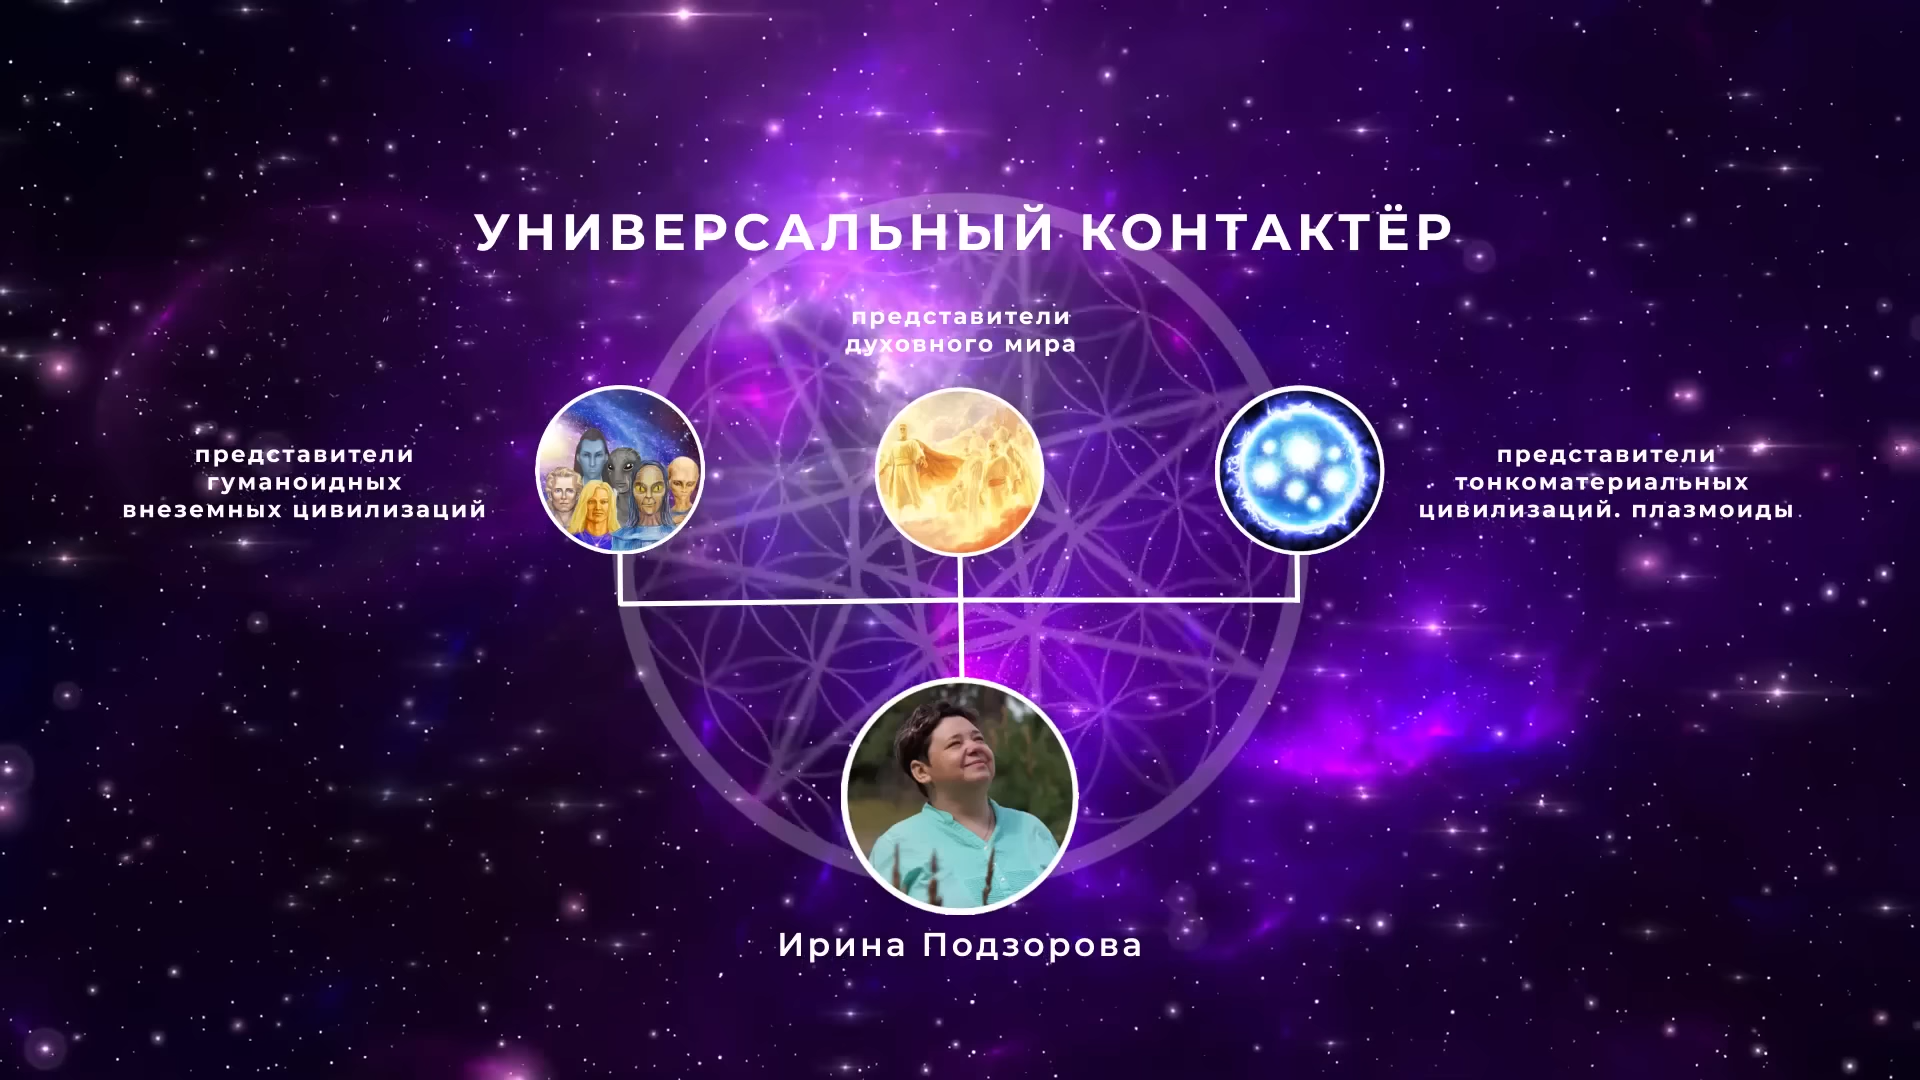 УНИВЕРСАЛЬНЫЙ КОНТАКТЁР
представители
духовного мира
представители
гуманоидных
внеземных цивилизаций
представители
тонкоматериальных
цивилизаций. плазмоиды
Ирина Подзорова